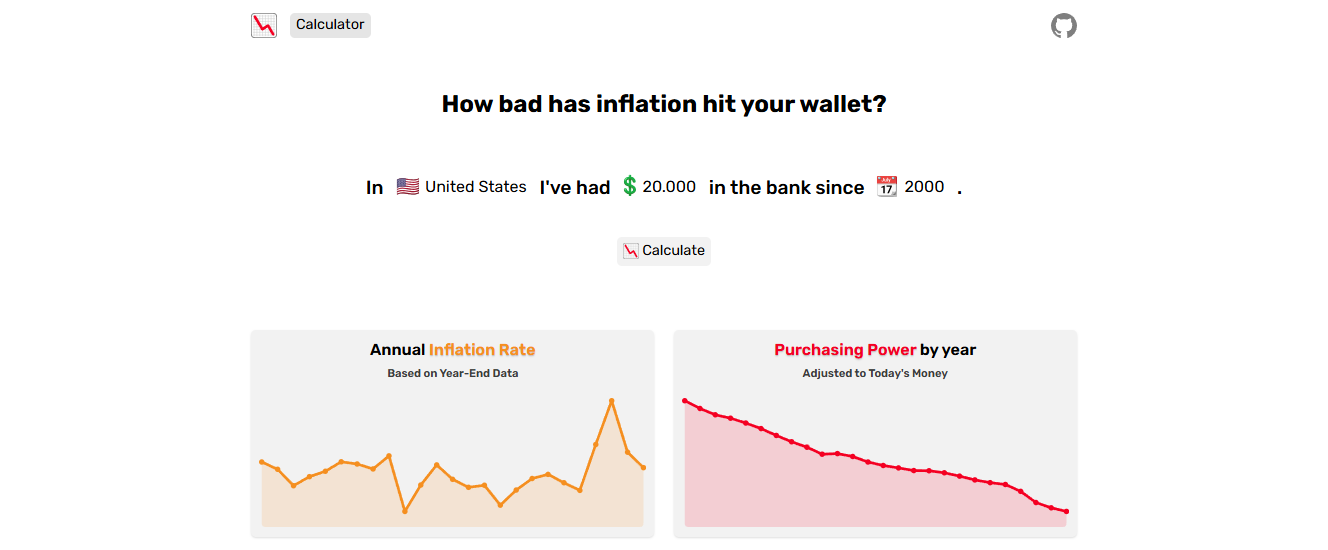 Calculator
How bad has inflation hit your wallet?
In 🇺🇸 United States I've had 💲 20.000 in the bank since 📆 2000 .
Calculate
Annual Inflation Rate
Based on Year-End Data
Purchasing Power by year
Adjusted to Today's Money